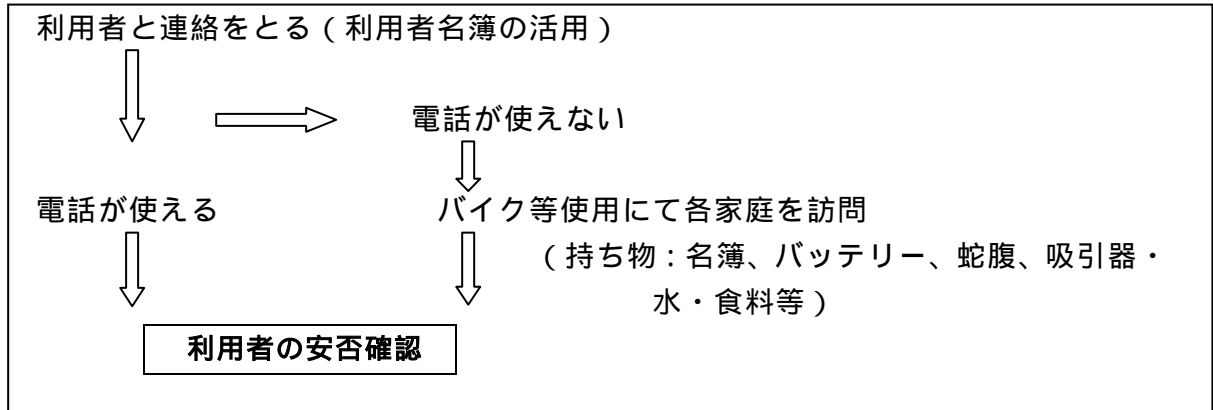 利用者と連絡をとる（利用者名簿の活用）
電話が使えない
電話が使える
バイク等使用にて各家庭を訪問
（持ち物：名簿、バッテリー、蛇腹、吸引器・
水・食料等）
利用者の安否確認